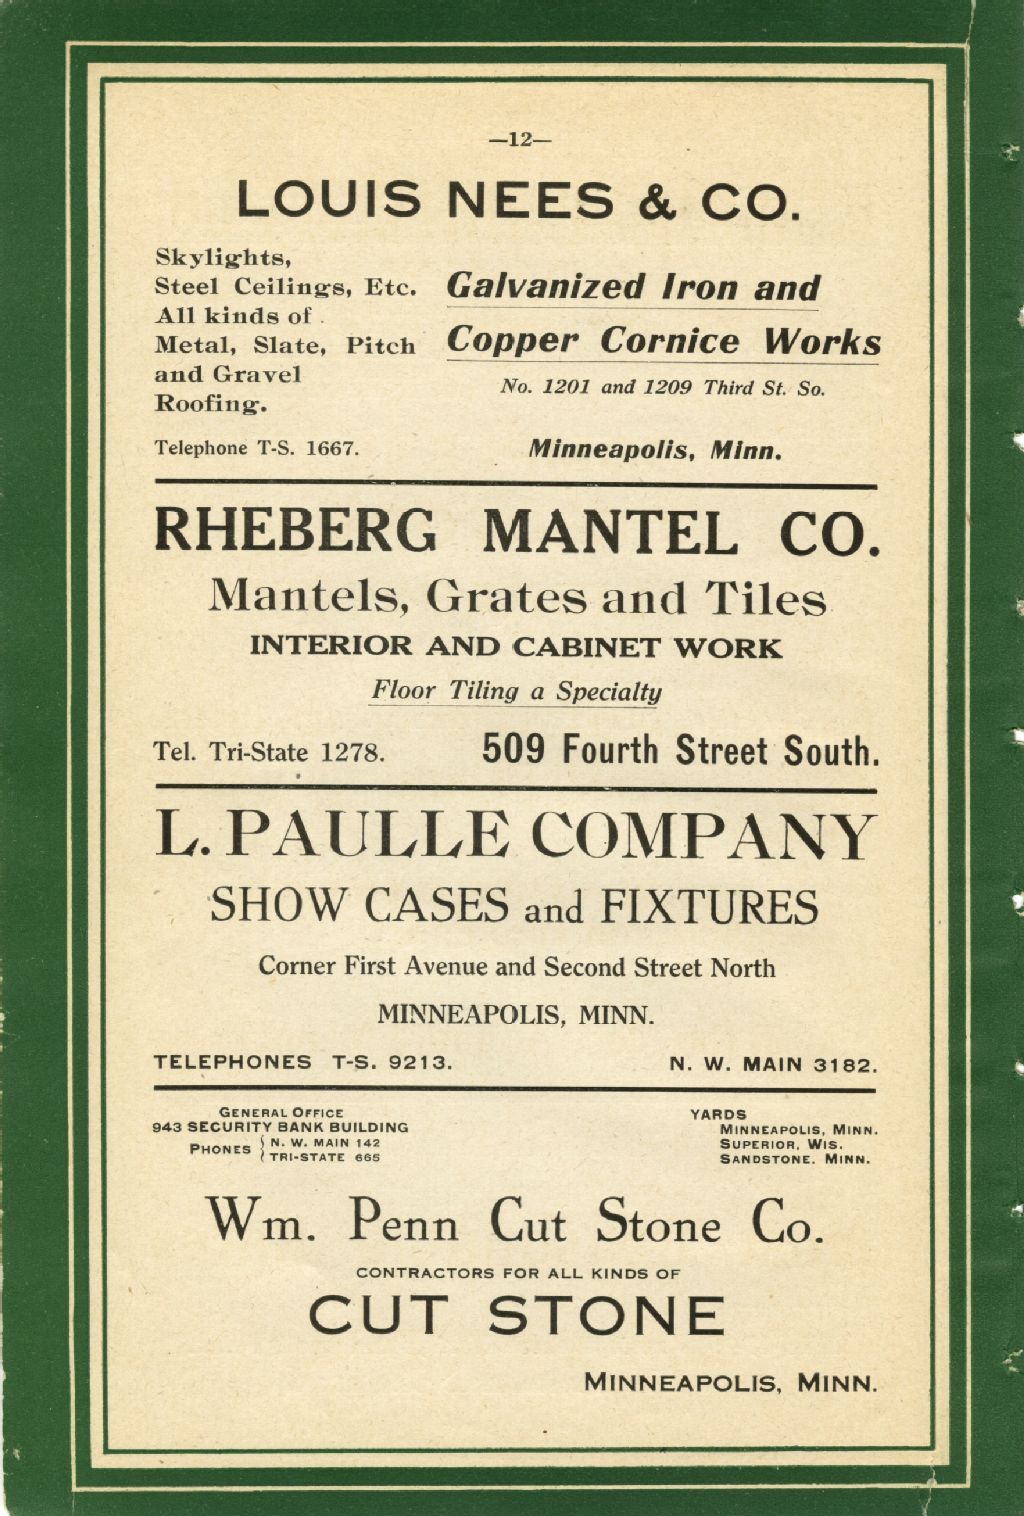 —12—
LOUIS NEES & CO.
Skylights,
Steel Ceilings, Etc.
All kinds of
Metal, Slate, Pitch
and Gravel
Roofing.
Telephone T-S. 1667.
Galvanized Iron and
Copper Cornice Works
No. 1201 and 1209 Third St. So.
Minneapolis, Minn.
RHEBERG MANTEL CO.
Mantels, Grates and Tiles
INTERIOR AND CABINET WORK
Floor Tiling a Specialty
Tel. Tri-State 1278. 509 Fourth Street South.
L. PAULLE COMPANY
SHOW CASES and FIXTURES
Corner First Avenue and Second Street North
MINNEAPOLIS, MINN.
TELEPHONES T-S. 9213. N. W. MAIN 3182.
GENERAL OFFICE
943 SECURITY BANK BUILDING
PHONES { N. W. MAIN 142
TRI-STATE 665
YARDS
MINNEAPOLIS, MINN.
SUPERIOR, WIS.
SANDSTONE. MINN.
Wm. Penn Cut Stone Co.
CONTRACTORS FOR ALL KINDS OF
CUT STONE
MINNEAPOLIS, MINN.